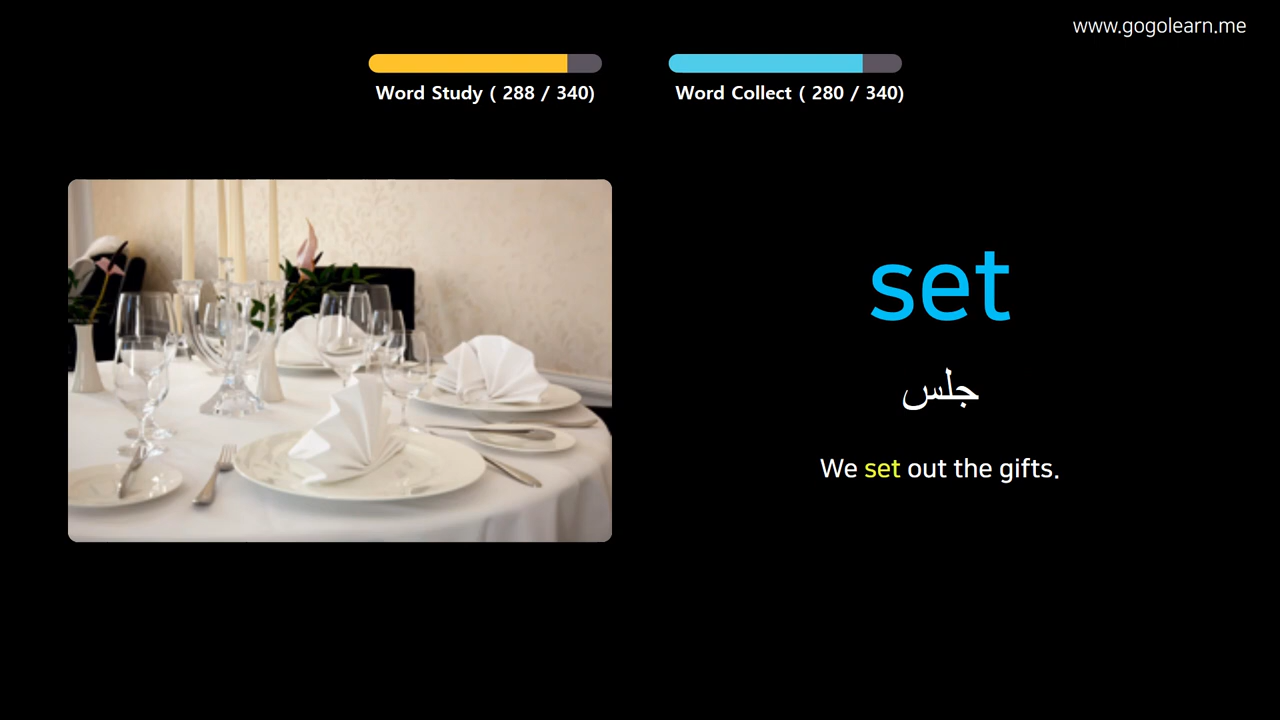 www.gogolearn.me
Word Study ( 288 / 340)
Word Collect ( 280 / 340)
set
جلس
We set out the gifts.